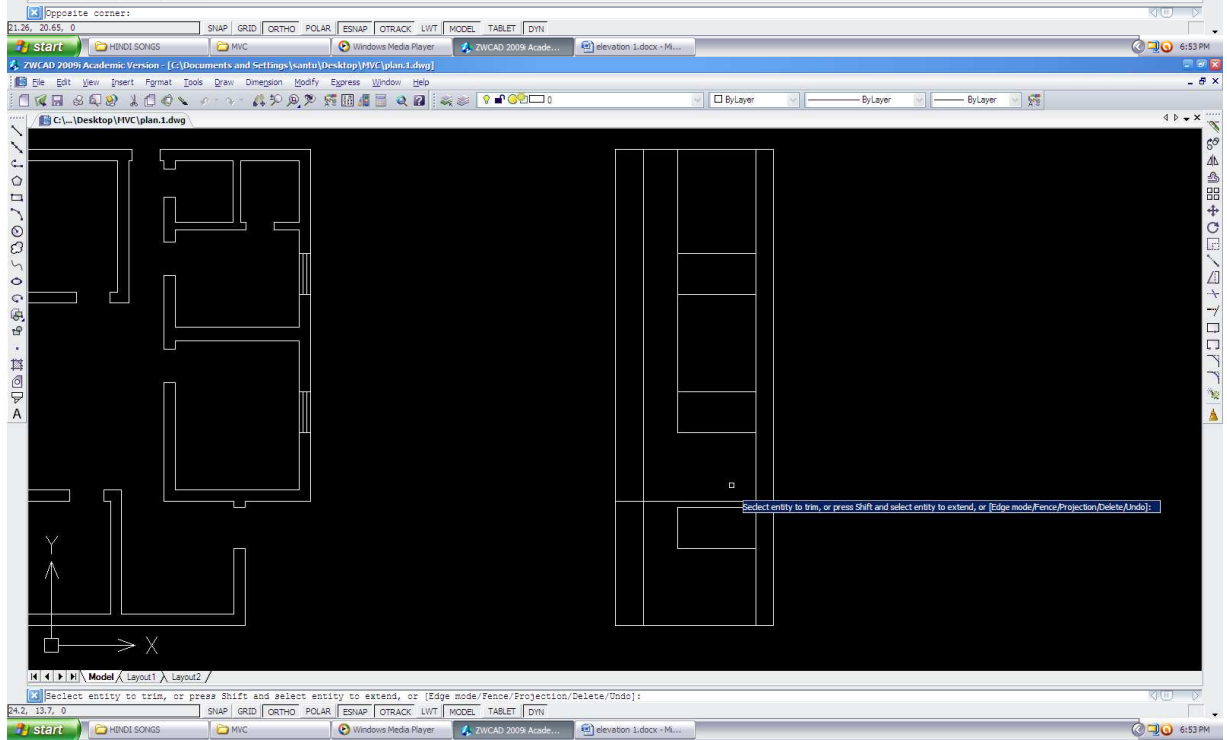 Opposite corner:
21.26, 20.65, 0 SNAP GRID ORTHO POLAR ESNAP OTRACK LWT MODEL TABLET DYN
start HINDI SONGS MVC Windows Media Player ZWCAD 2009i Acade... elevation 1.docx - Mi... 6:53 PM
ZWCAD 2009i Academic Version - [C:\Documents and Settings\santu\Desktop\MVC\plan.1.dwg]
File Edit View Insert Format Tools Draw Dimension Modify Express Window Help
0 ByLayer ByLayer ByLayer
C:\...\Desktop\MVC\plan.1.dwg
A
Seclect entity to trim, or press Shift and select entity to extend, or [Edge mode/Fence/Projection/Delete/Undo]:
Y
X
Model Layout1 Layout2
Seclect entity to trim, or press Shift and select entity to extend, or [Edge mode/Fence/Projection/Delete/Undo]:
24.2, 13.7, 0 SNAP GRID ORTHO POLAR ESNAP OTRACK LWT MODEL TABLET DYN
start HINDI SONGS MVC Windows Media Player ZWCAD 2009i Acade... elevation 1.docx - Mi... 6:53 PM